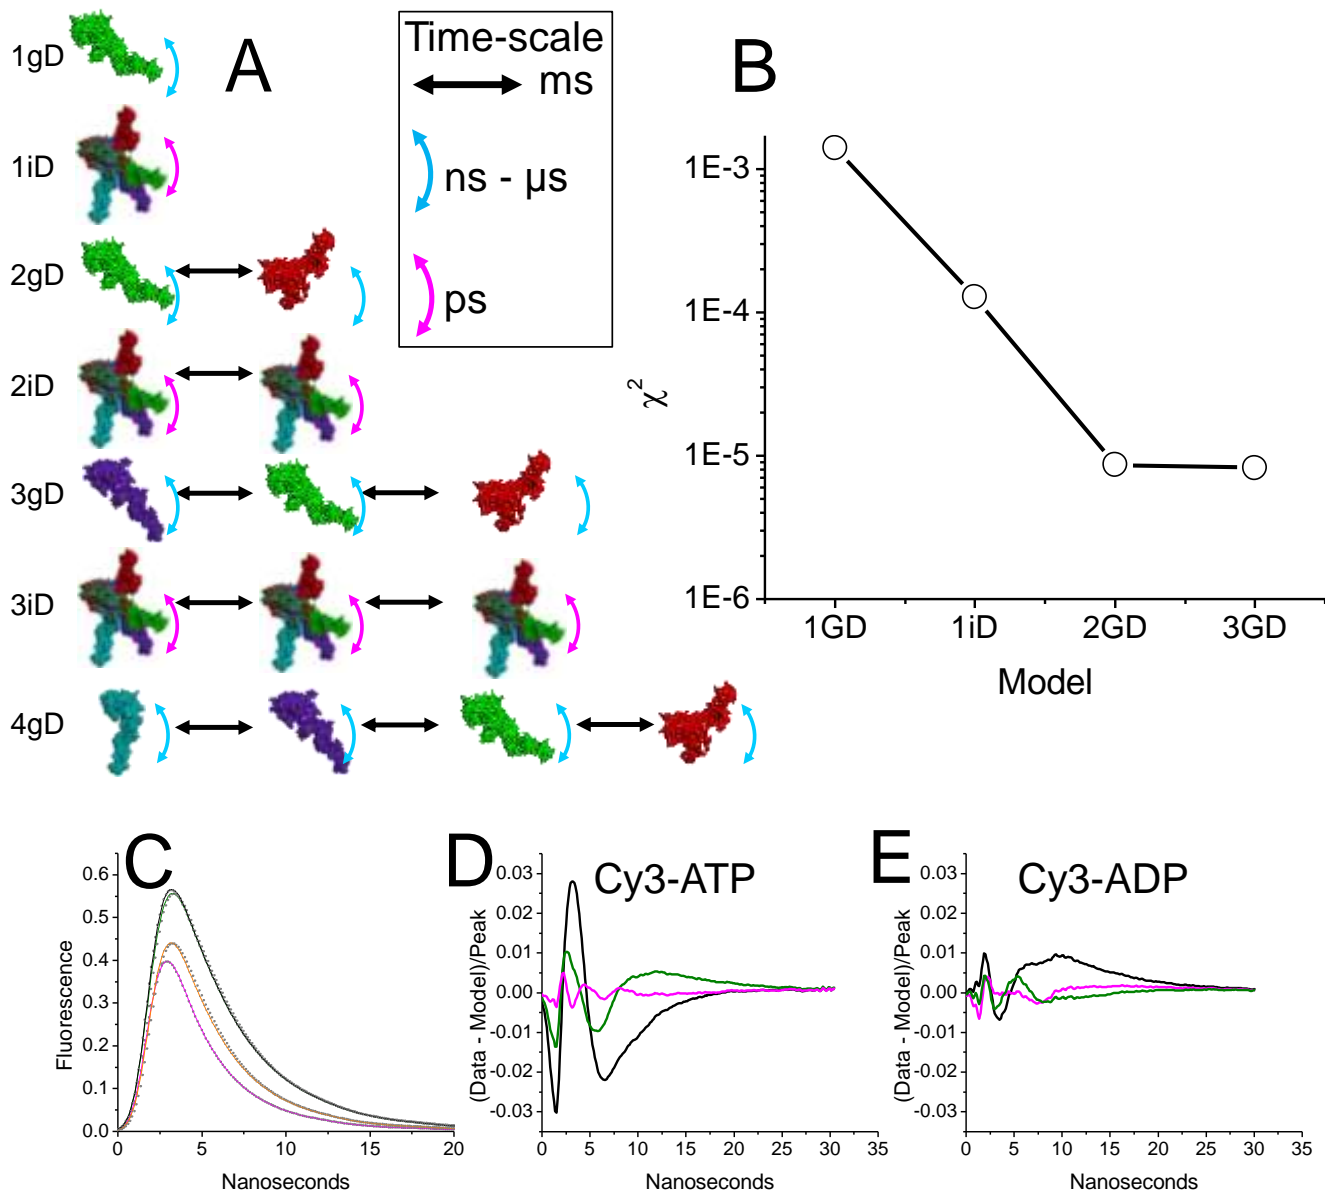 A
1gD
1iD
2gD
2iD
3gD
3iD
4gD
Time-scale
ms
ns - µs
ps
B
χ²
1E-3
1E-4
1E-5
1E-6
1GD 1iD 2GD 3GD
Model
C
Fluorescence
0.6
0.5
0.4
0.3
0.2
0.1
0.0
0 5 10 15 20
Nanoseconds
D
Cy3-ATP
(Data - Model)/Peak
0.03
0.02
0.01
0.00
-0.01
-0.02
-0.03
0 5 10 15 20 25 30 35
Nanoseconds
E
Cy3-ADP
(Data - Model)/Peak
0.03
0.02
0.01
0.00
-0.01
-0.02
-0.03
0 5 10 15 20 25 30 35
Nanoseconds